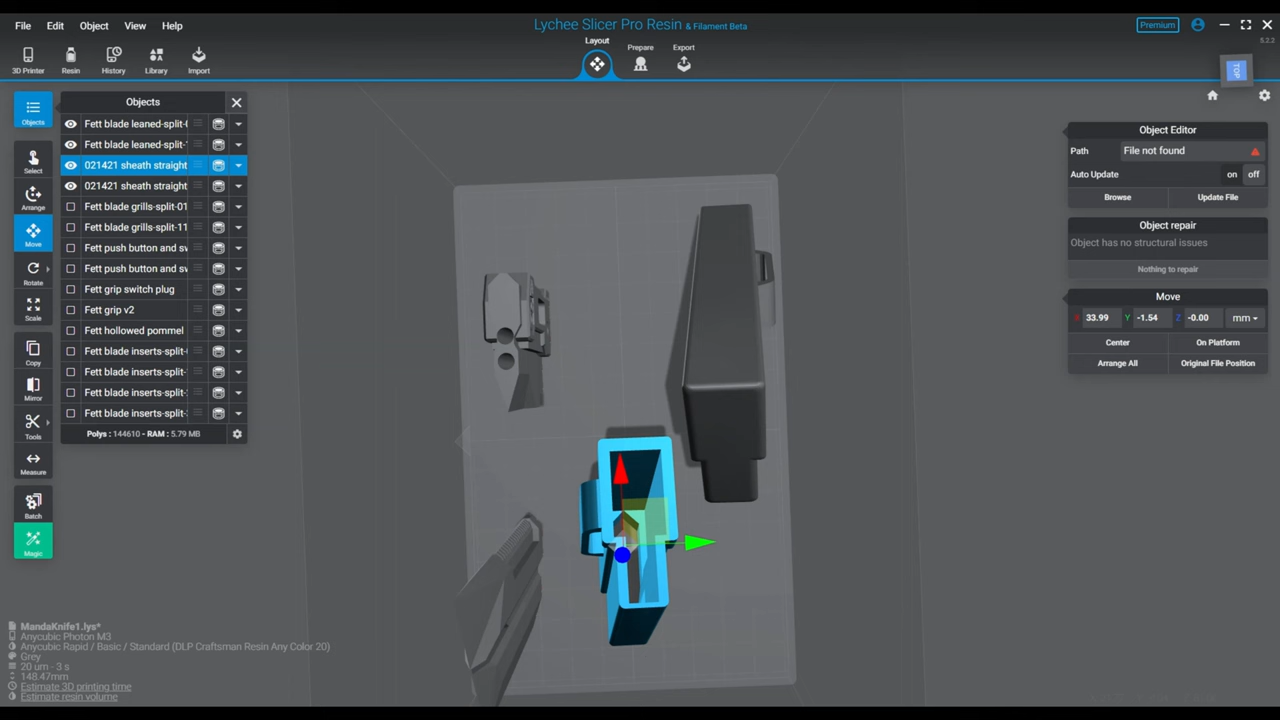 File Edit Object View Help
Lychee Slicer Pro Resin & Filament Beta
Premium
5.2.2
3D Printer Resin History Library Import
Layout Prepare Export
TOP
Objects
Select
Arrange
Move
Rotate
Scale
Copy
Mirror
Tools
Measure
Batch
Magic
Objects
Fett blade leaned-split-
Fett blade leaned-split-
021421 sheath straight
021421 sheath straight
Fett blade grills-split-01
Fett blade grills-split-11
Fett push button and sw
Fett push button and sw
Fett grip switch plug
Fett grip v2
Fett hollowed pommel
Fett blade inserts-split-
Fett blade inserts-split-
Fett blade inserts-split-
Fett blade inserts-split-
Polys : 144610 - RAM : 5.79 MB
Object Editor
Path File not found
Auto Update on off
Browse Update File
Object repair
Object has no structural issues
Nothing to repair
Move
X 33.99 Y -1.54 Z -0.00 mm
Center On Platform
Arrange All Original File Position
MandaKnife1.lys*
Anycubic Photon M3
Anycubic Rapid / Basic / Standard (DLP Craftsman Resin Any Color 20)
Grey
20 um - 3 s
148.47mm
Estimate 3D printing time
Estimate resin volume